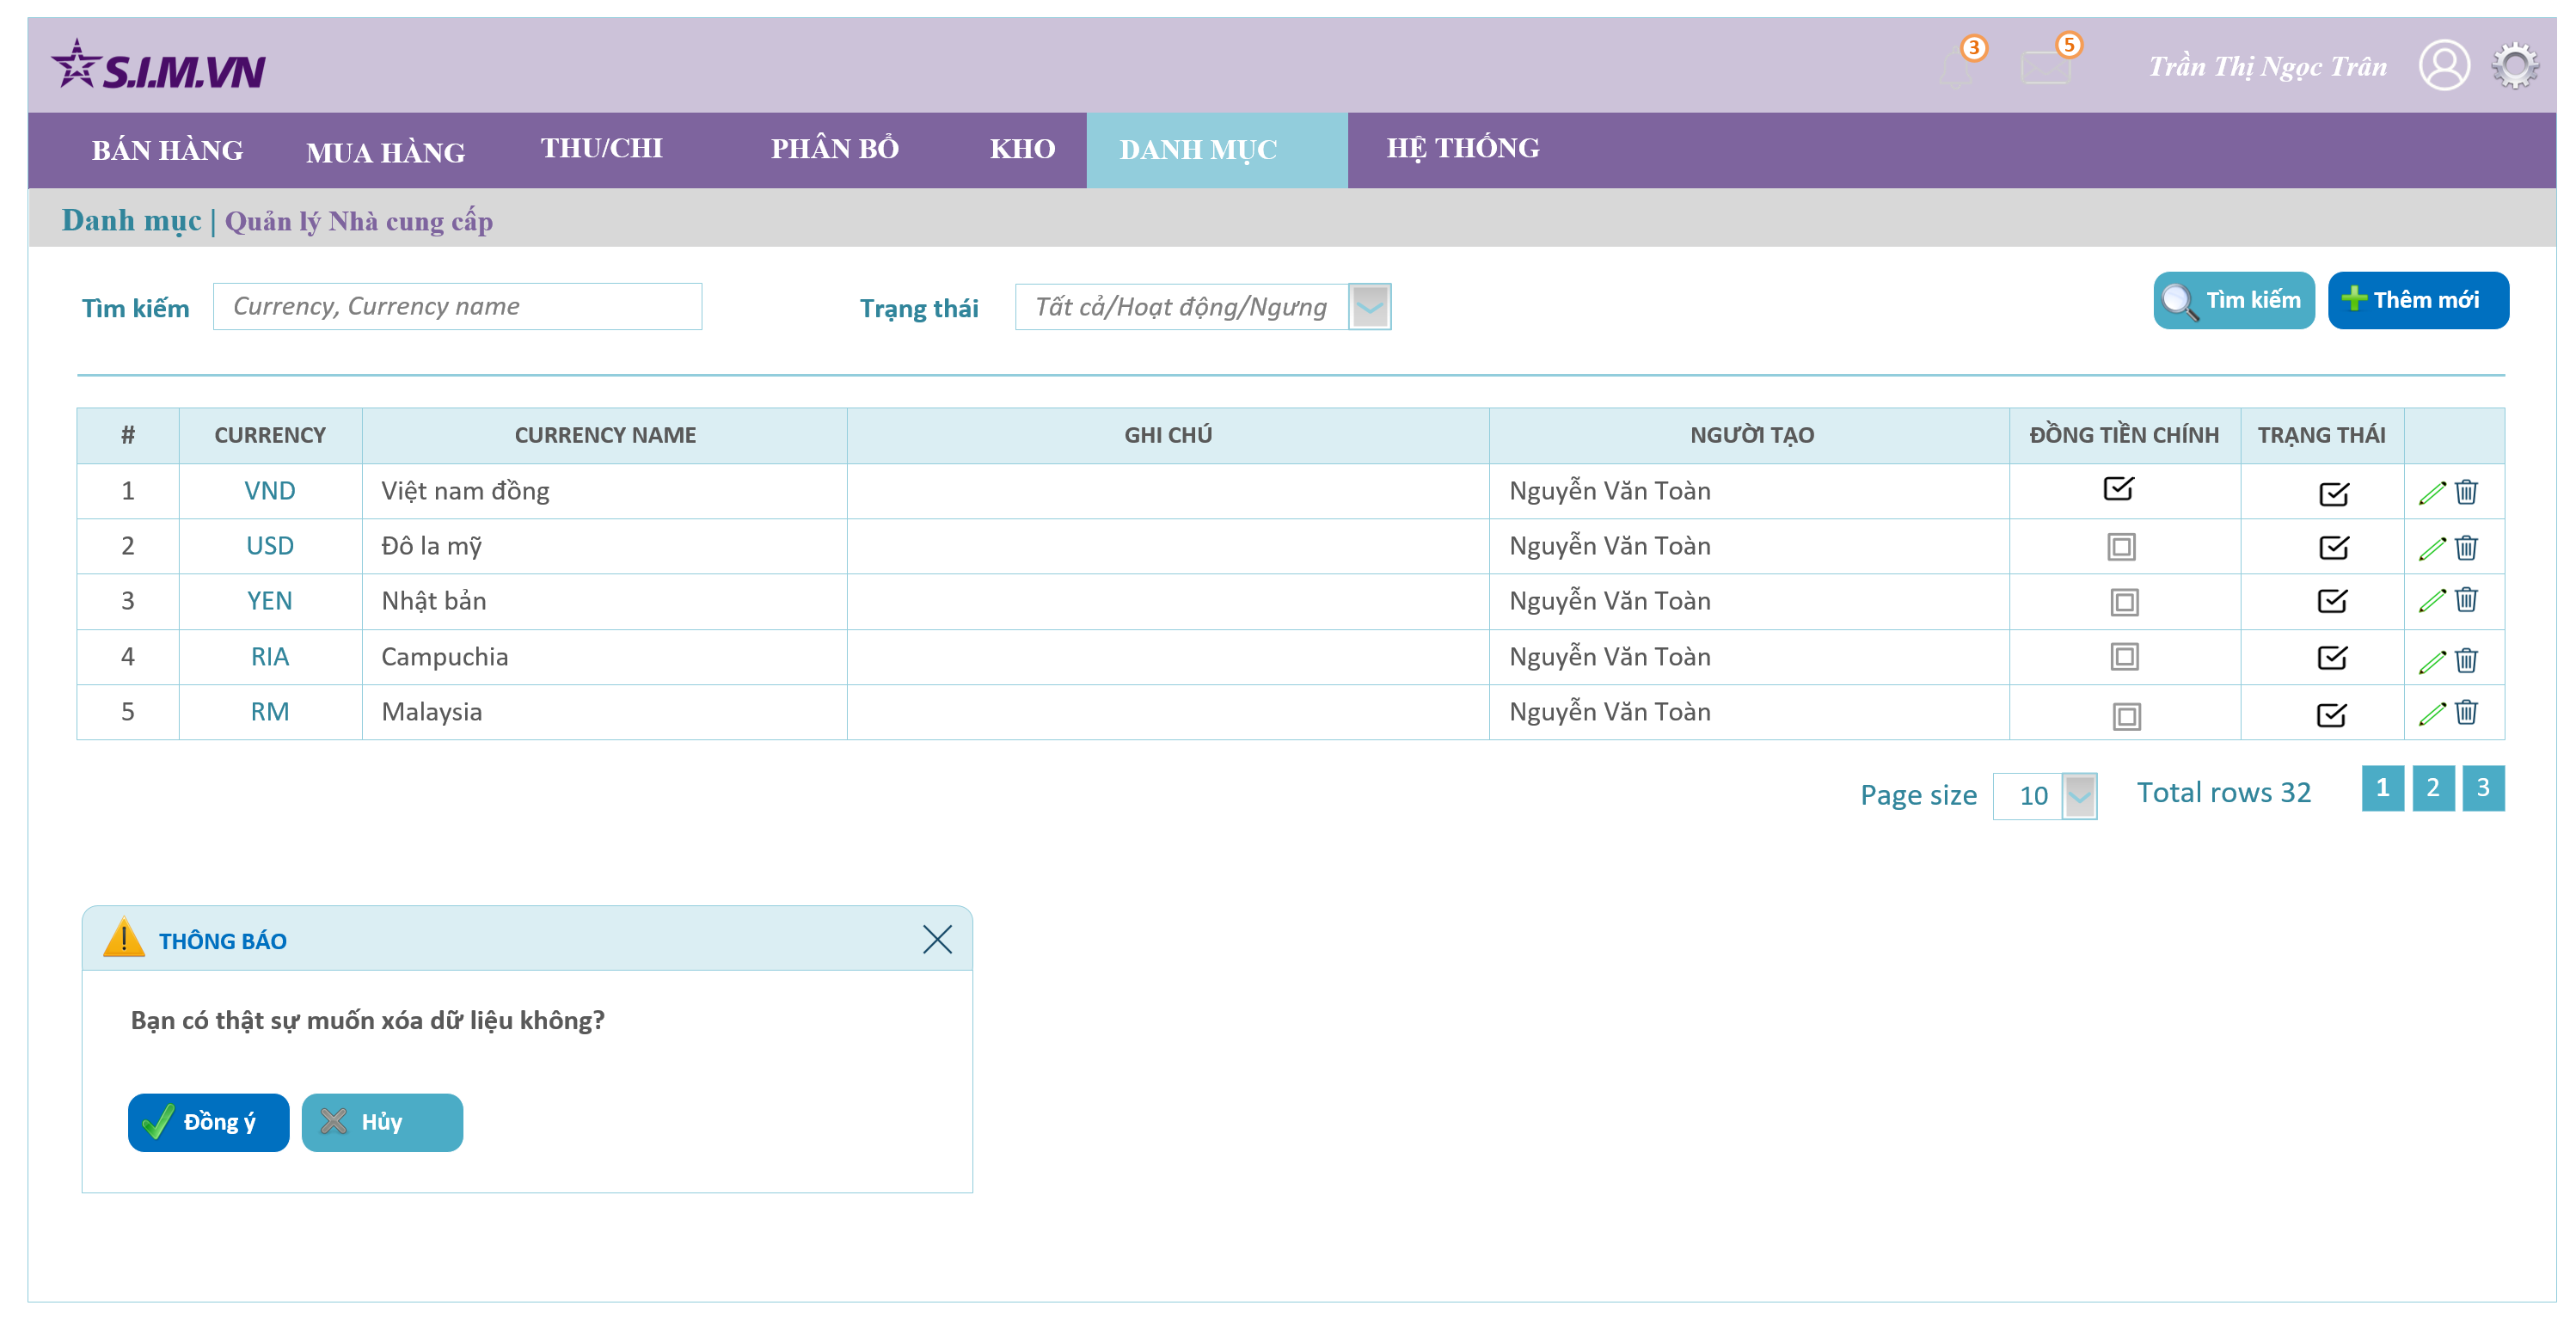 S.I.M.VN
3
5
Trần Thị Ngọc Trân
BÁN HÀNG MUA HÀNG THU/CHI PHÂN BỔ KHO DANH MỤC HỆ THỐNG
Danh mục | Quản lý Nhà cung cấp
Tìm kiếm Currency, Currency name Trạng thái Tất cả/Hoạt động/Ngưng Tìm kiếm Thêm mới
# CURRENCY CURRENCY NAME GHI CHÚ NGƯỜI TẠO ĐỒNG TIỀN CHÍNH TRẠNG THÁI
1 VND Việt nam đồng Nguyễn Văn Toàn
2 USD Đô la mỹ Nguyễn Văn Toàn
3 YEN Nhật bản Nguyễn Văn Toàn
4 RIA Campuchia Nguyễn Văn Toàn
5 RM Malaysia Nguyễn Văn Toàn
Page size 10 Total rows 32 1 2 3
THÔNG BÁO
Bạn có thật sự muốn xóa dữ liệu không?
Đồng ý Hủy